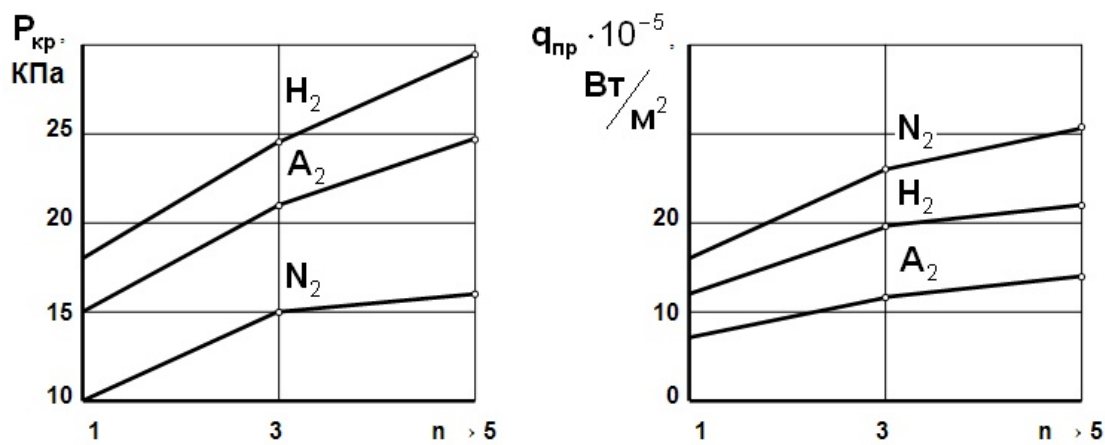 Pкр,
КПа
H₂
25
A₂
20
N₂
15
10
1 3 n → 5
qпр · 10⁻⁵,
Вт/м²
N₂
H₂
20
A₂
10
0
1 3 n → 5